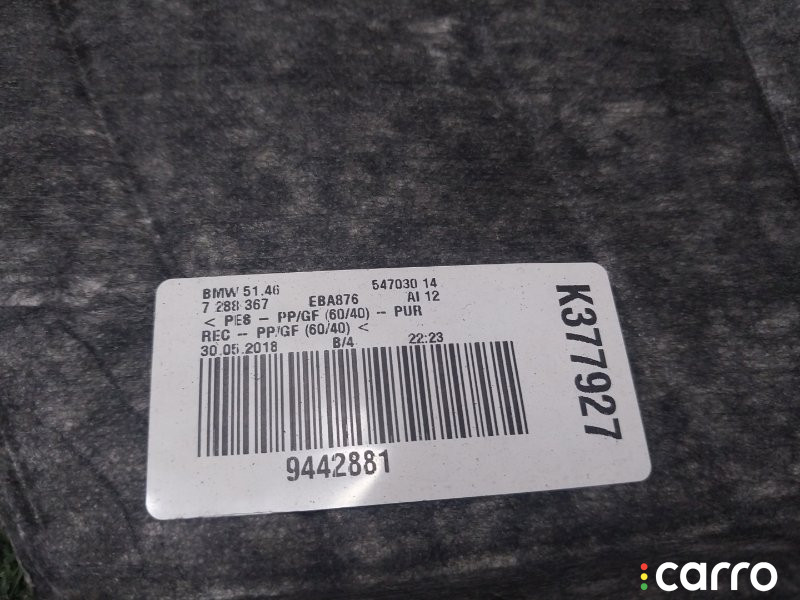 BMW 51.46 547030 14
7 288 367 EBA876 AI 12
< PES -- PP/GF (60/40) -- PUR
REC -- PP/GF (60/40) <
30.05.2018 B/4 22:23
9442881
K377927
carro